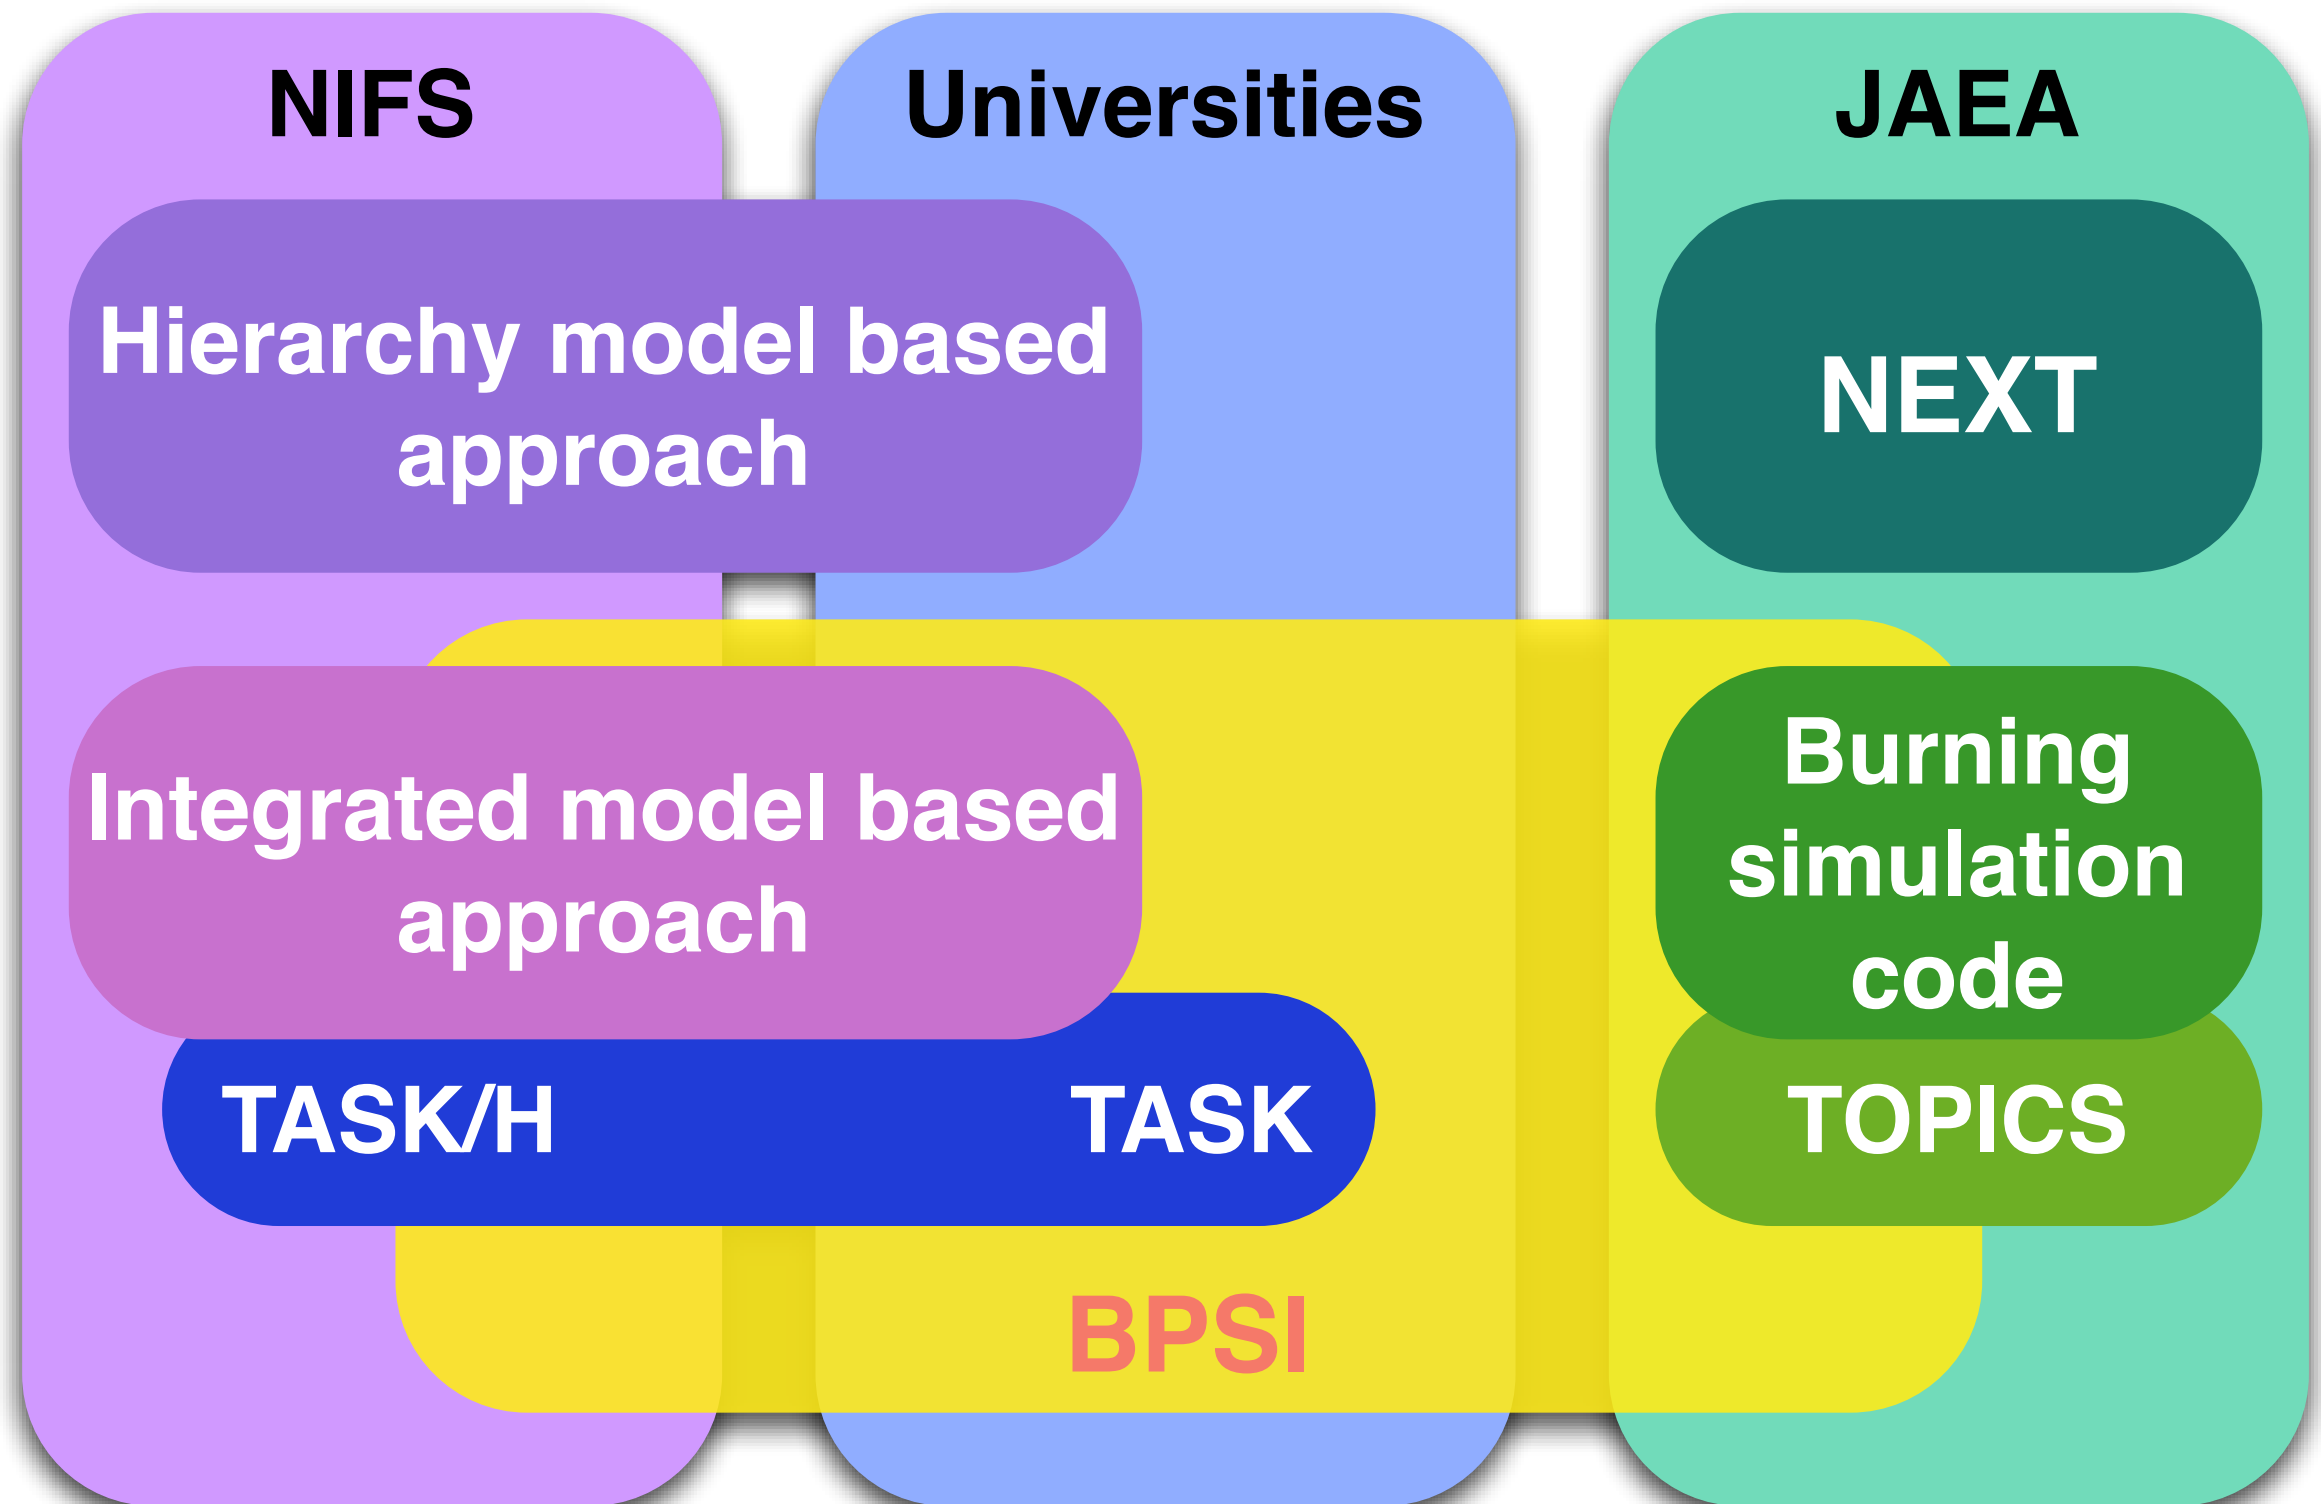 NIFS
Universities
JAEA
Hierarchy model based
approach
NEXT
Integrated model based
approach
Burning
simulation
code
TASK/H
TASK
TOPICS
BPSI